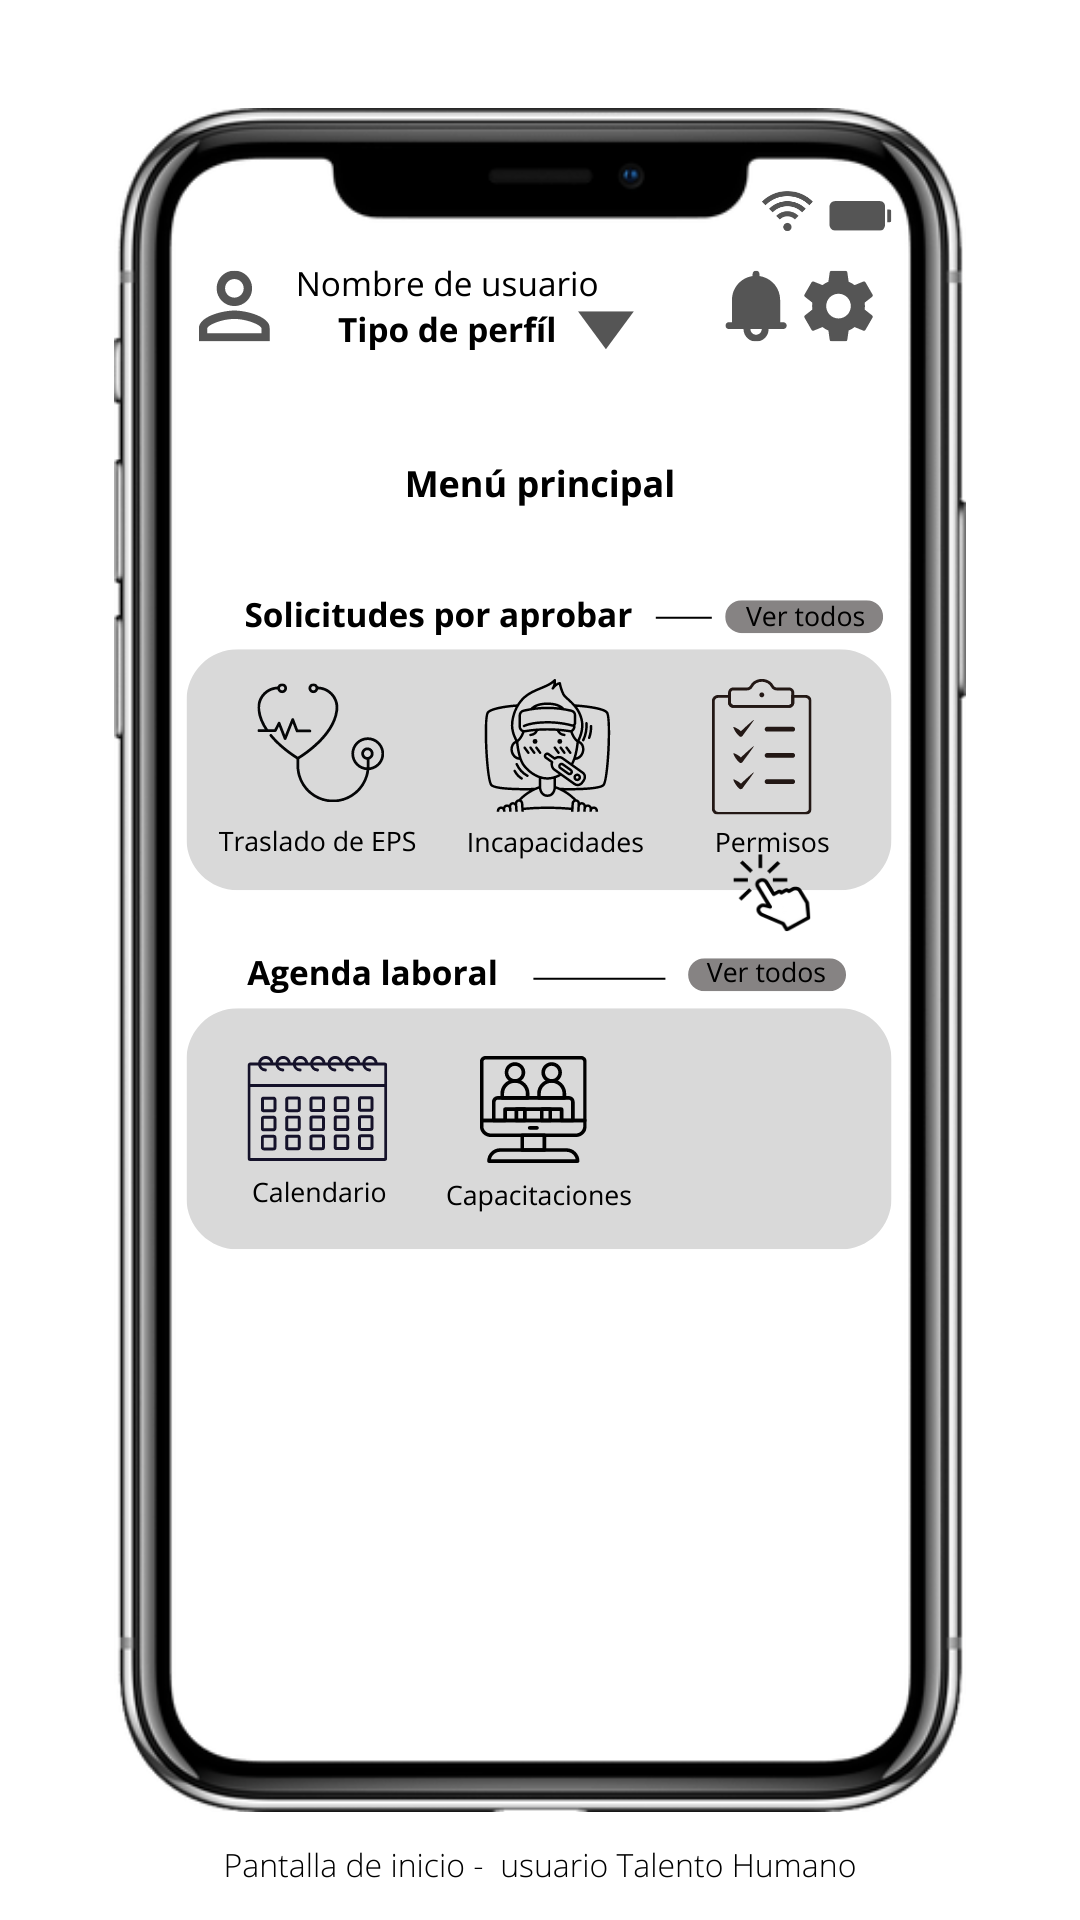 Nombre de usuario
Tipo de perfíl
Menú principal
Solicitudes por aprobar
Ver todos
Traslado de EPS
Incapacidades
Permisos
Agenda laboral
Ver todos
Calendario
Capacitaciones
Pantalla de inicio -  usuario Talento Humano